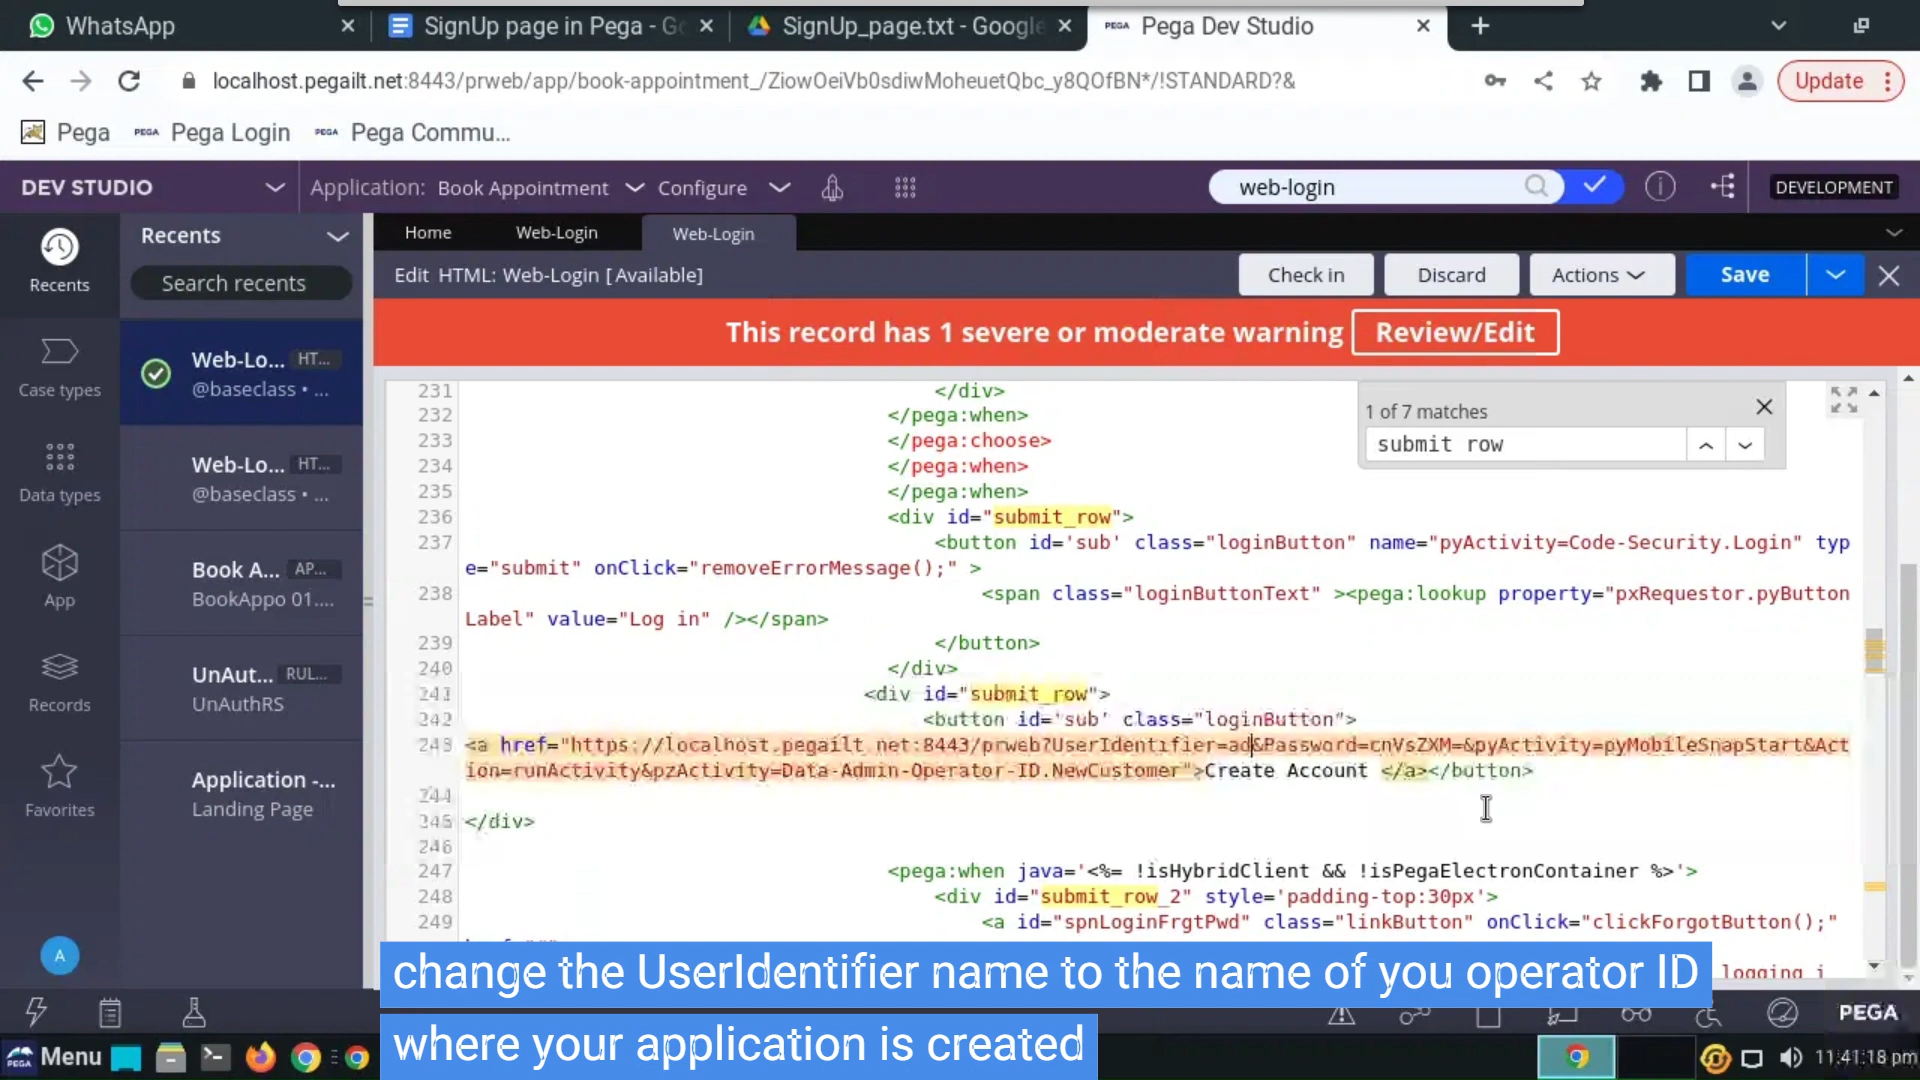 WhatsApp
SignUp page in Pega - Go
SignUp_page.txt - Google
PEGA Pega Dev Studio
localhost.pegailt.net:8443/prweb/app/book-appointment_/ZiowOeiVb0sdiwMoheuetQbc_y8QOfBN*/!STANDARD?&
Update
Pega
PEGA Pega Login
PEGA Pega Commu...
DEV STUDIO
Application: Book Appointment
Configure
web-login
DEVELOPMENT
Recents
Recents
Search recents
Case types
Data types
App
Records
Favorites
A
Web-Lo... HT...
@baseclass • ...
Web-Lo... HT...
@baseclass • ...
Book A... AP...
BookAppo 01....
UnAut... RUL...
UnAuthRS
Application -...
Landing Page
Home
Web-Login
Web-Login
Edit HTML: Web-Login [Available]
Check in
Discard
Actions
Save
This record has 1 severe or moderate warning
Review/Edit
1 of 7 matches
submit row
231 </div>
232 </pega:when>
233 </pega:choose>
234 </pega:when>
235 </pega:when>
236 <div id="submit_row">
237 <button id='sub' class="loginButton" name="pyActivity=Code-Security.Login" typ
e="submit" onClick="removeErrorMessage();" >
238 <span class="loginButtonText" ><pega:lookup property="pxRequestor.pyButton
Label" value="Log in" /></span>
239 </button>
240 </div>
241 <div id="submit_row">
242 <button id='sub' class="loginButton">
243 <a href="https://localhost.pegailt.net:8443/prweb?UserIdentifier=ad&Password=cnVsZXM=&pyActivity=pyMobileSnapStart&Act
ion=runActivity&pzActivity=Data-Admin-Operator-ID.NewCustomer">Create Account </a></button>
244
245 </div>
246
247 <pega:when java='<%= !isHybridClient && !isPegaElectronContainer %>'>
248 <div id="submit_row_2" style='padding-top:30px'>
249 <a id="spnLoginFrgtPwd" class="linkButton" onClick="clickForgotButton();"
logging i
change the UserIdentifier name to the name of you operator ID
where your application is created
PEGA
PEGA Menu
11:41:18 pm